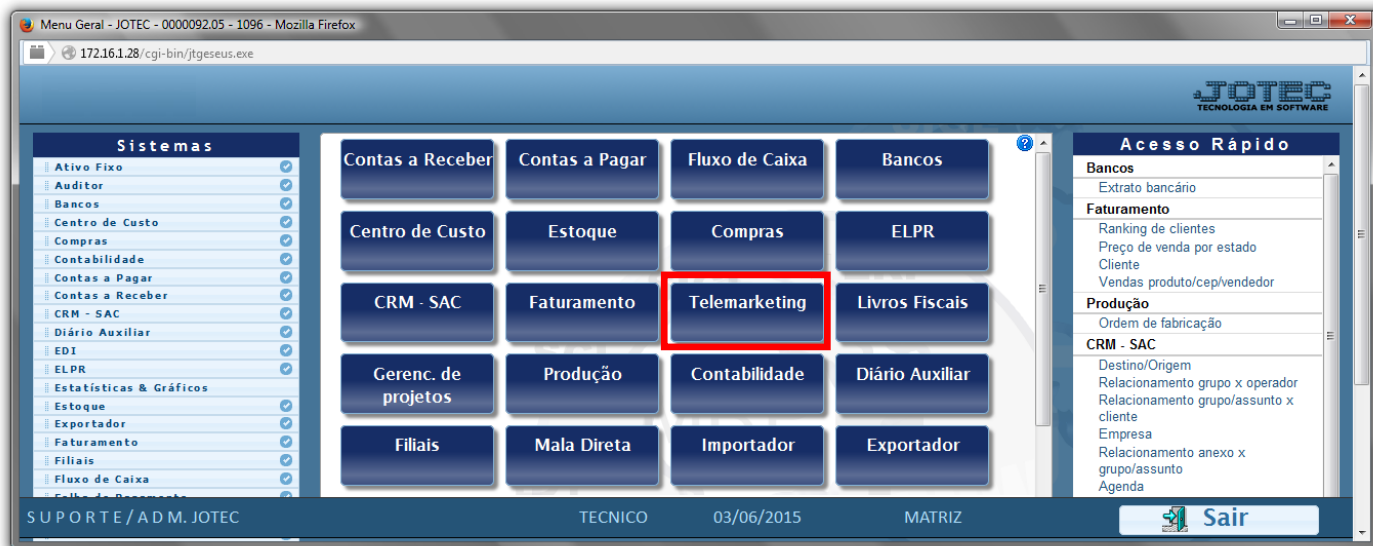 Menu Geral - JOTEC - 0000092.05 - 1096 - Mozilla Firefox
172.16.1.28/cgi-bin/jtgeseus.exe
JOTEC
TECNOLOGIA EM SOFTWARE
Sistemas
Ativo Fixo
Auditor
Bancos
Centro de Custo
Compras
Contabilidade
Contas a Pagar
Contas a Receber
CRM - SAC
Diário Auxiliar
EDI
ELPR
Estatísticas & Gráficos
Estoque
Exportador
Faturamento
Filiais
Fluxo de Caixa
Contas a Receber
Contas a Pagar
Fluxo de Caixa
Bancos
Centro de Custo
Estoque
Compras
ELPR
CRM - SAC
Faturamento
Telemarketing
Livros Fiscais
Gerenc. de
projetos
Produção
Contabilidade
Diário Auxiliar
Filiais
Mala Direta
Importador
Exportador
Acesso Rápido
Bancos
Extrato bancário
Faturamento
Ranking de clientes
Preço de venda por estado
Cliente
Vendas produto/cep/vendedor
Produção
Ordem de fabricação
CRM - SAC
Destino/Origem
Relacionamento grupo x operador
Relacionamento grupo/assunto x
cliente
Empresa
Relacionamento anexo x
grupo/assunto
Agenda
SUPORTE/ADM. JOTEC
TECNICO
03/06/2015
MATRIZ
Sair